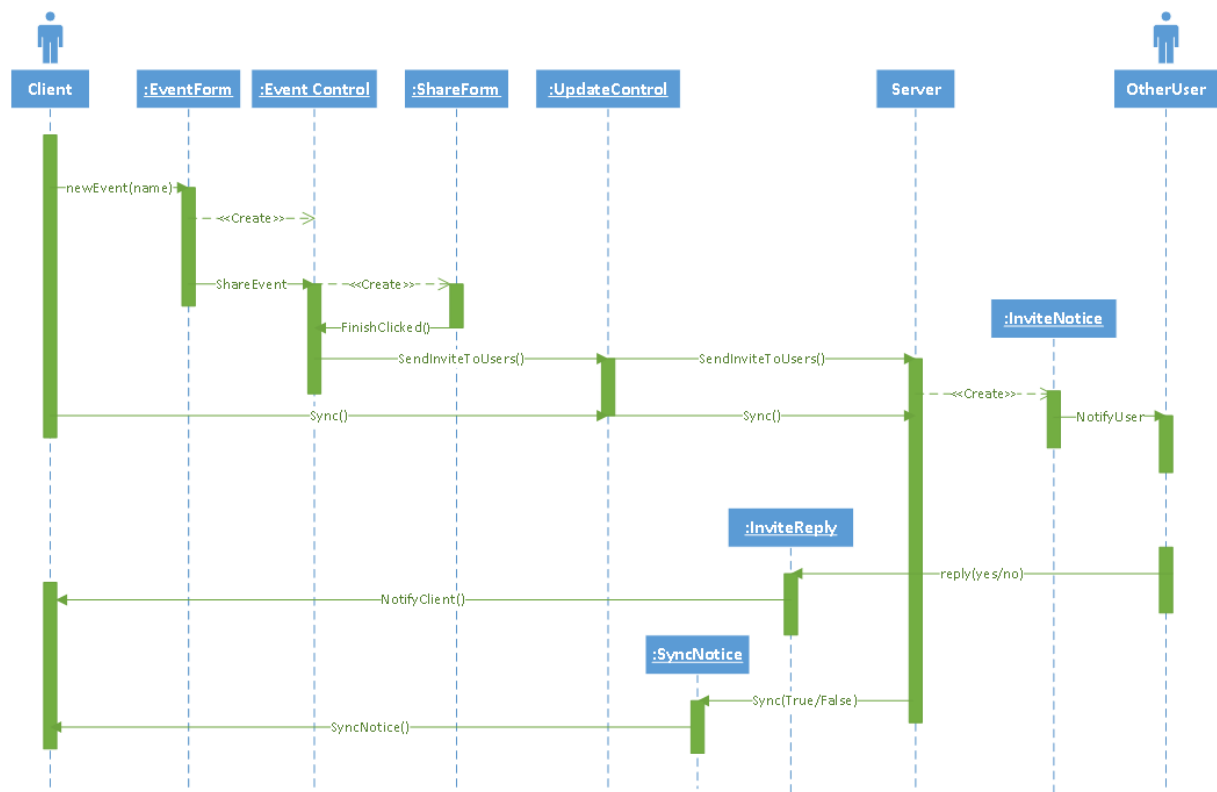 Client
:EventForm
:Event Control
:ShareForm
:UpdateControl
Server
OtherUser
newEvent(name)
<<Create>>
ShareEvent
<<Create>>
:InviteNotice
FinishClicked()
SendInviteToUsers()
SendInviteToUsers()
<<Create>>
Sync()
Sync()
NotifyUser
:InviteReply
reply(yes/no)
NotifyClient()
:SyncNotice
Sync(True/False)
SyncNotice()